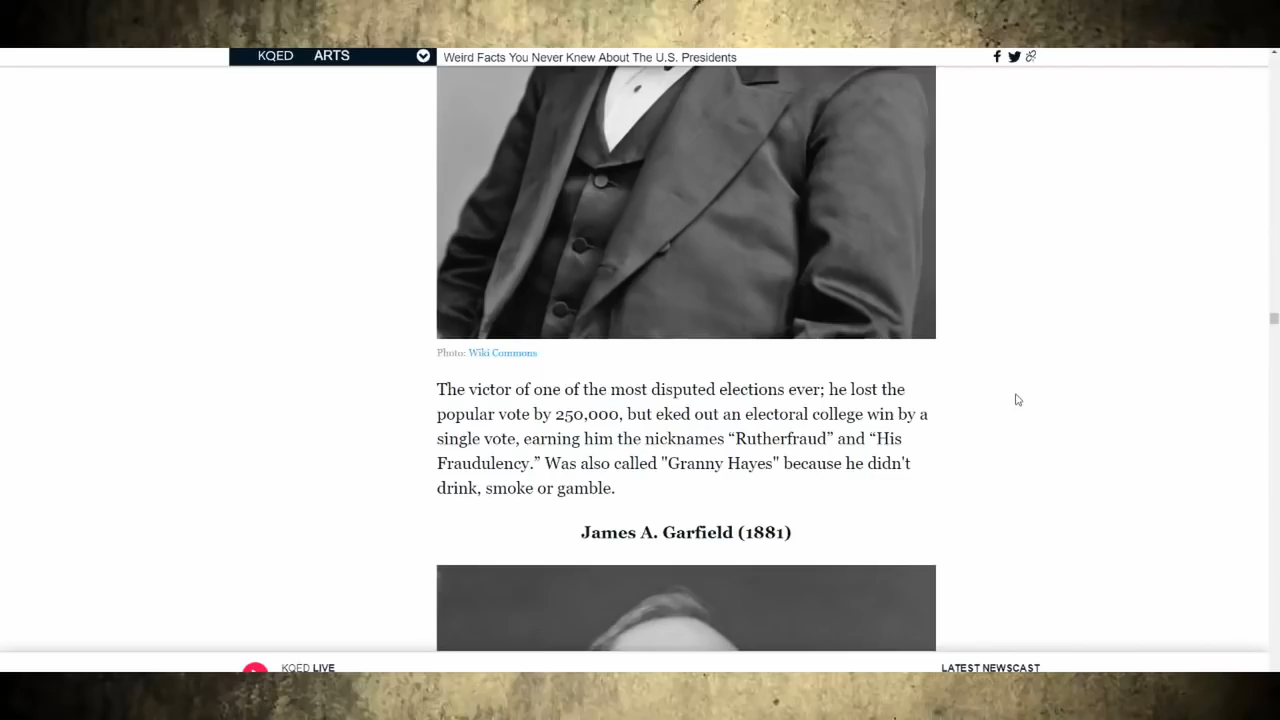 KQED ARTS Weird Facts You Never Knew About The U.S. Presidents
Photo: Wiki Commons
The victor of one of the most disputed elections ever; he lost the
popular vote by 250,000, but eked out an electoral college win by a
single vote, earning him the nicknames “Rutherfraud” and “His
Fraudulency.” Was also called "Granny Hayes" because he didn't
drink, smoke or gamble.
James A. Garfield (1881)
KQED LIVE LATEST NEWSCAST